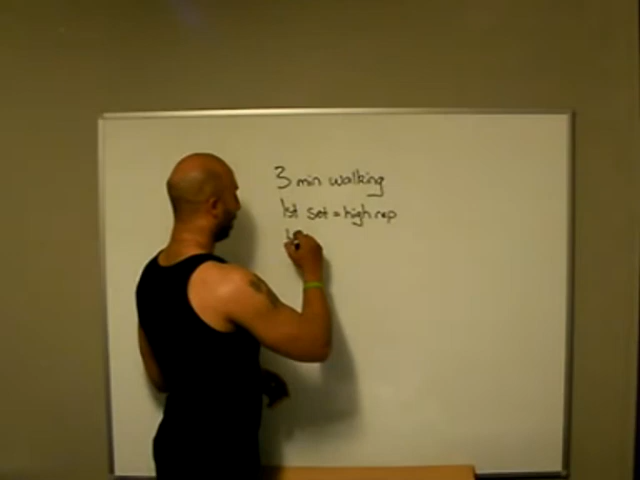 3 min walking
1st set = high rep